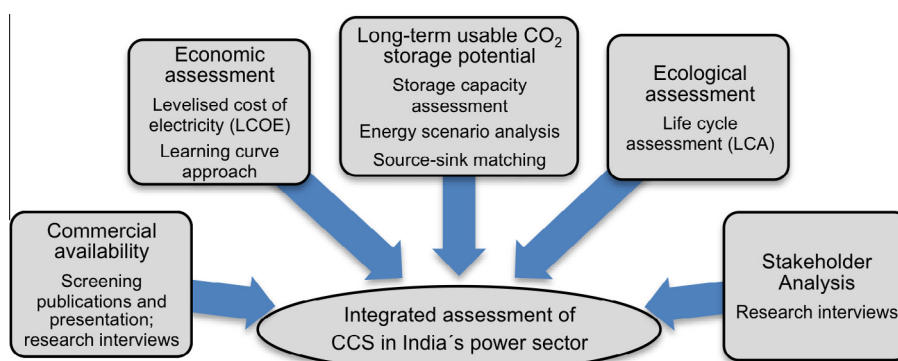 Economic
assessment
Levelised cost of
electricity (LCOE)
Learning curve
approach
Long-term usable CO₂
storage potential
Storage capacity
assessment
Energy scenario analysis
Source-sink matching
Ecological
assessment
Life cycle
assessment (LCA)
Commercial
availability
Screening
publications and
presentation;
research interviews
Stakeholder
Analysis
Research interviews
Integrated assessment of
CCS in India´s power sector